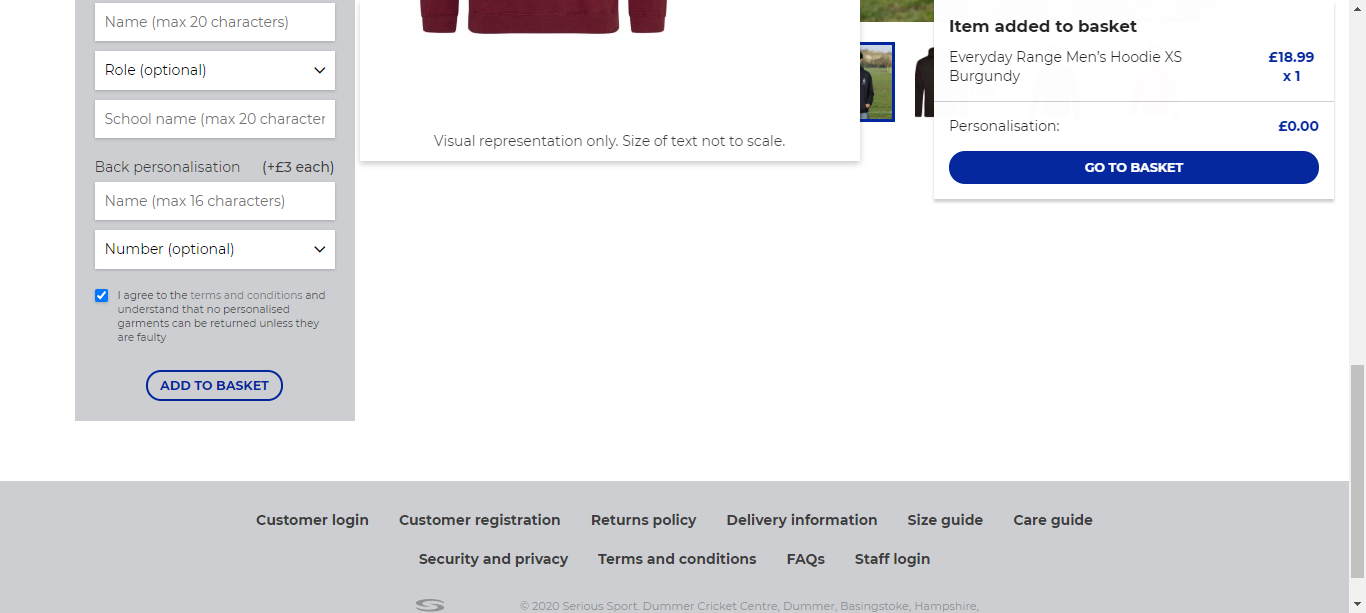 Name (max 20 characters)
Role (optional)
School name (max 20 character
Back personalisation (+£3 each)
Name (max 16 characters)
Number (optional)
I agree to the terms and conditions and
understand that no personalised
garments can be returned unless they
are faulty
ADD TO BASKET
Visual representation only. Size of text not to scale.
Item added to basket
Everyday Range Men's Hoodie XS £18.99
Burgundy x 1
Personalisation: £0.00
GO TO BASKET
Customer login Customer registration Returns policy Delivery information Size guide Care guide
Security and privacy Terms and conditions FAQs Staff login
© 2020 Serious Sport. Dummer Cricket Centre, Dummer, Basingstoke, Hampshire,